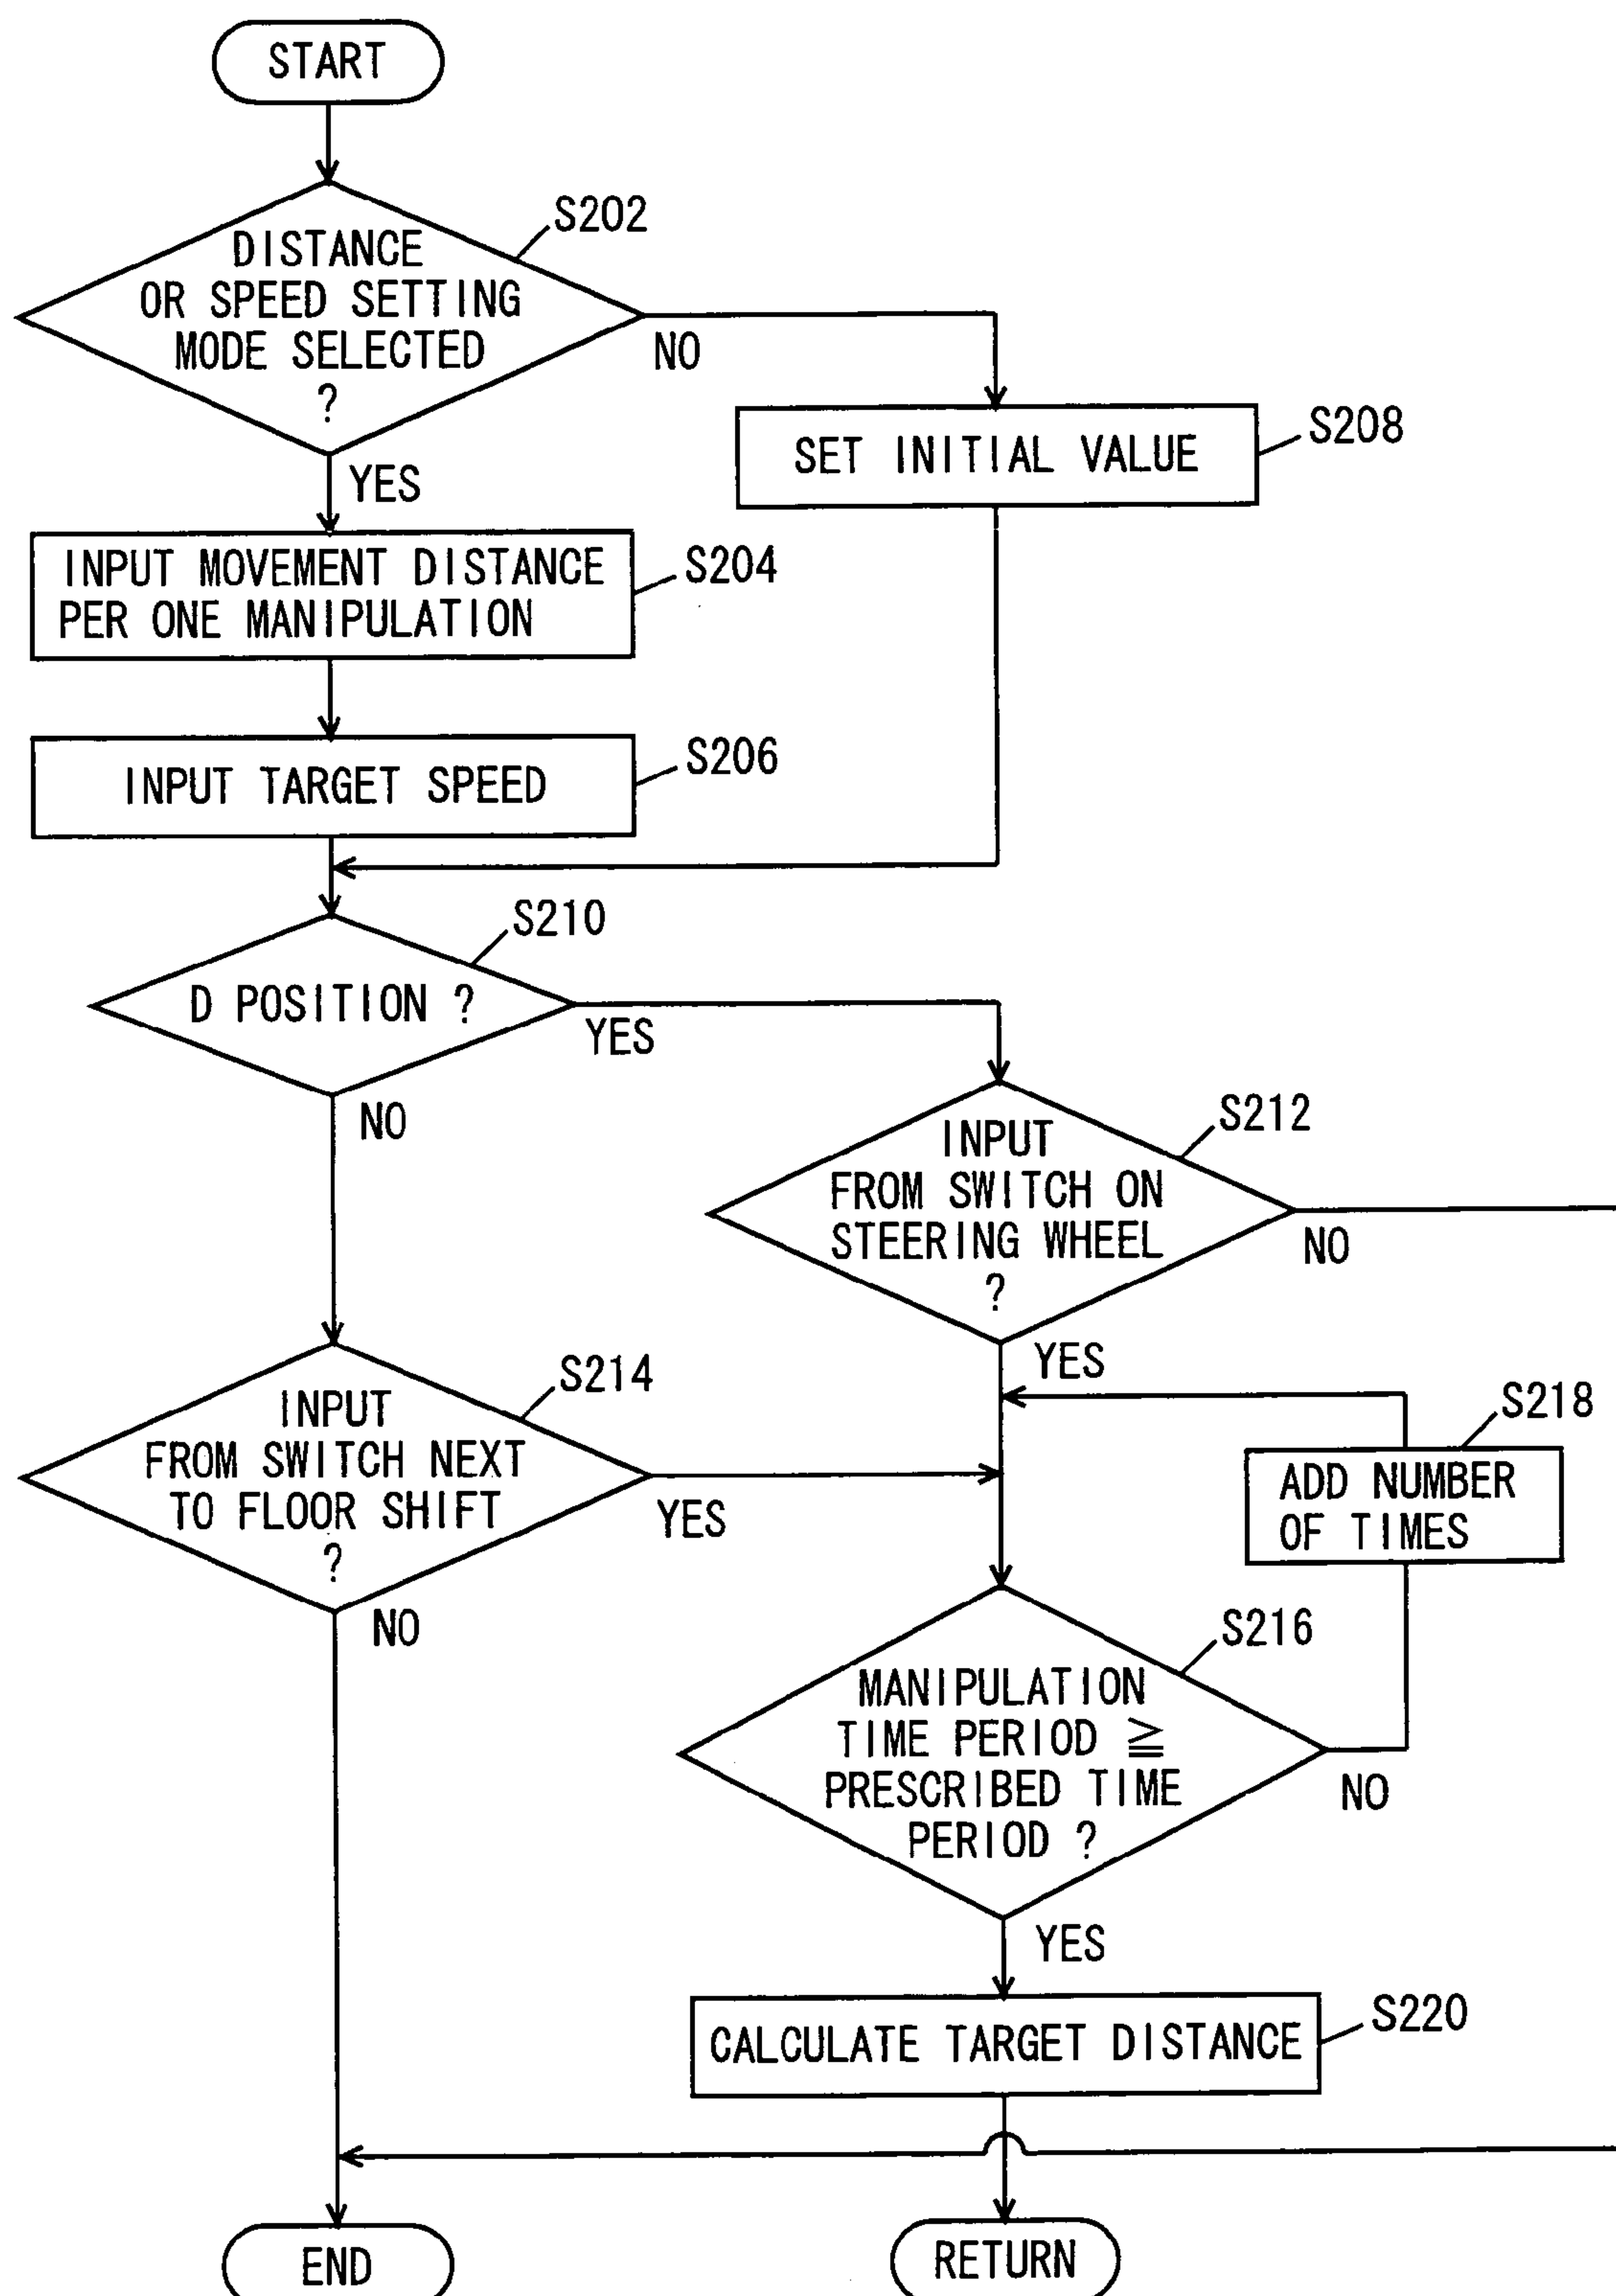 START
S202
DISTANCE
OR SPEED SETTING
MODE SELECTED
?
NO
YES
SET INITIAL VALUE
S208
INPUT MOVEMENT DISTANCE
PER ONE MANIPULATION
S204
INPUT TARGET SPEED
S206
S210
D POSITION ?
YES
NO
S212
INPUT
FROM SWITCH ON
STEERING WHEEL
?
NO
YES
S214
INPUT
FROM SWITCH NEXT
TO FLOOR SHIFT
?
YES
NO
S218
ADD NUMBER
OF TIMES
S216
MANIPULATION
TIME PERIOD ≧
PRESCRIBED TIME
PERIOD ?
NO
YES
CALCULATE TARGET DISTANCE
S220
END
RETURN